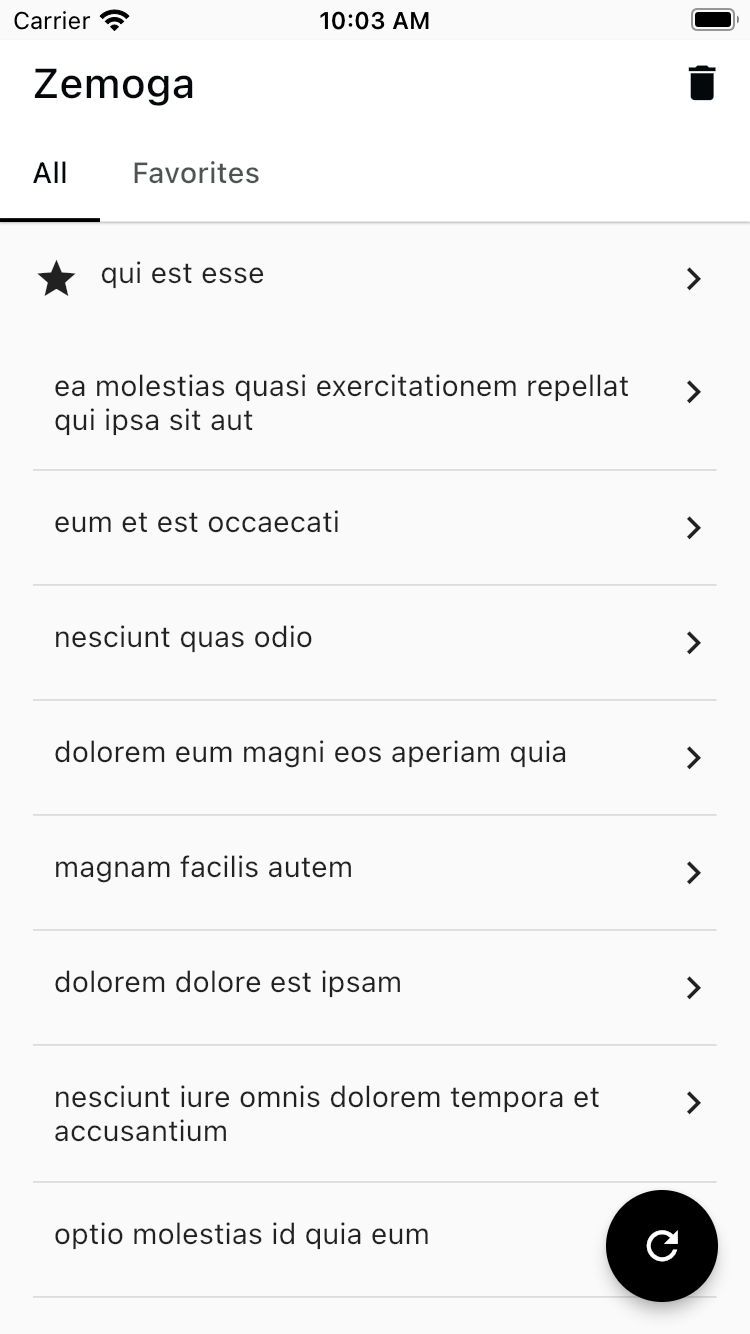 Carrier 10:03 AM
Zemoga
All Favorites
qui est esse
ea molestias quasi exercitationem repellat
qui ipsa sit aut
eum et est occaecati
nesciunt quas odio
dolorem eum magni eos aperiam quia
magnam facilis autem
dolorem dolore est ipsam
nesciunt iure omnis dolorem tempora et
accusantium
optio molestias id quia eum